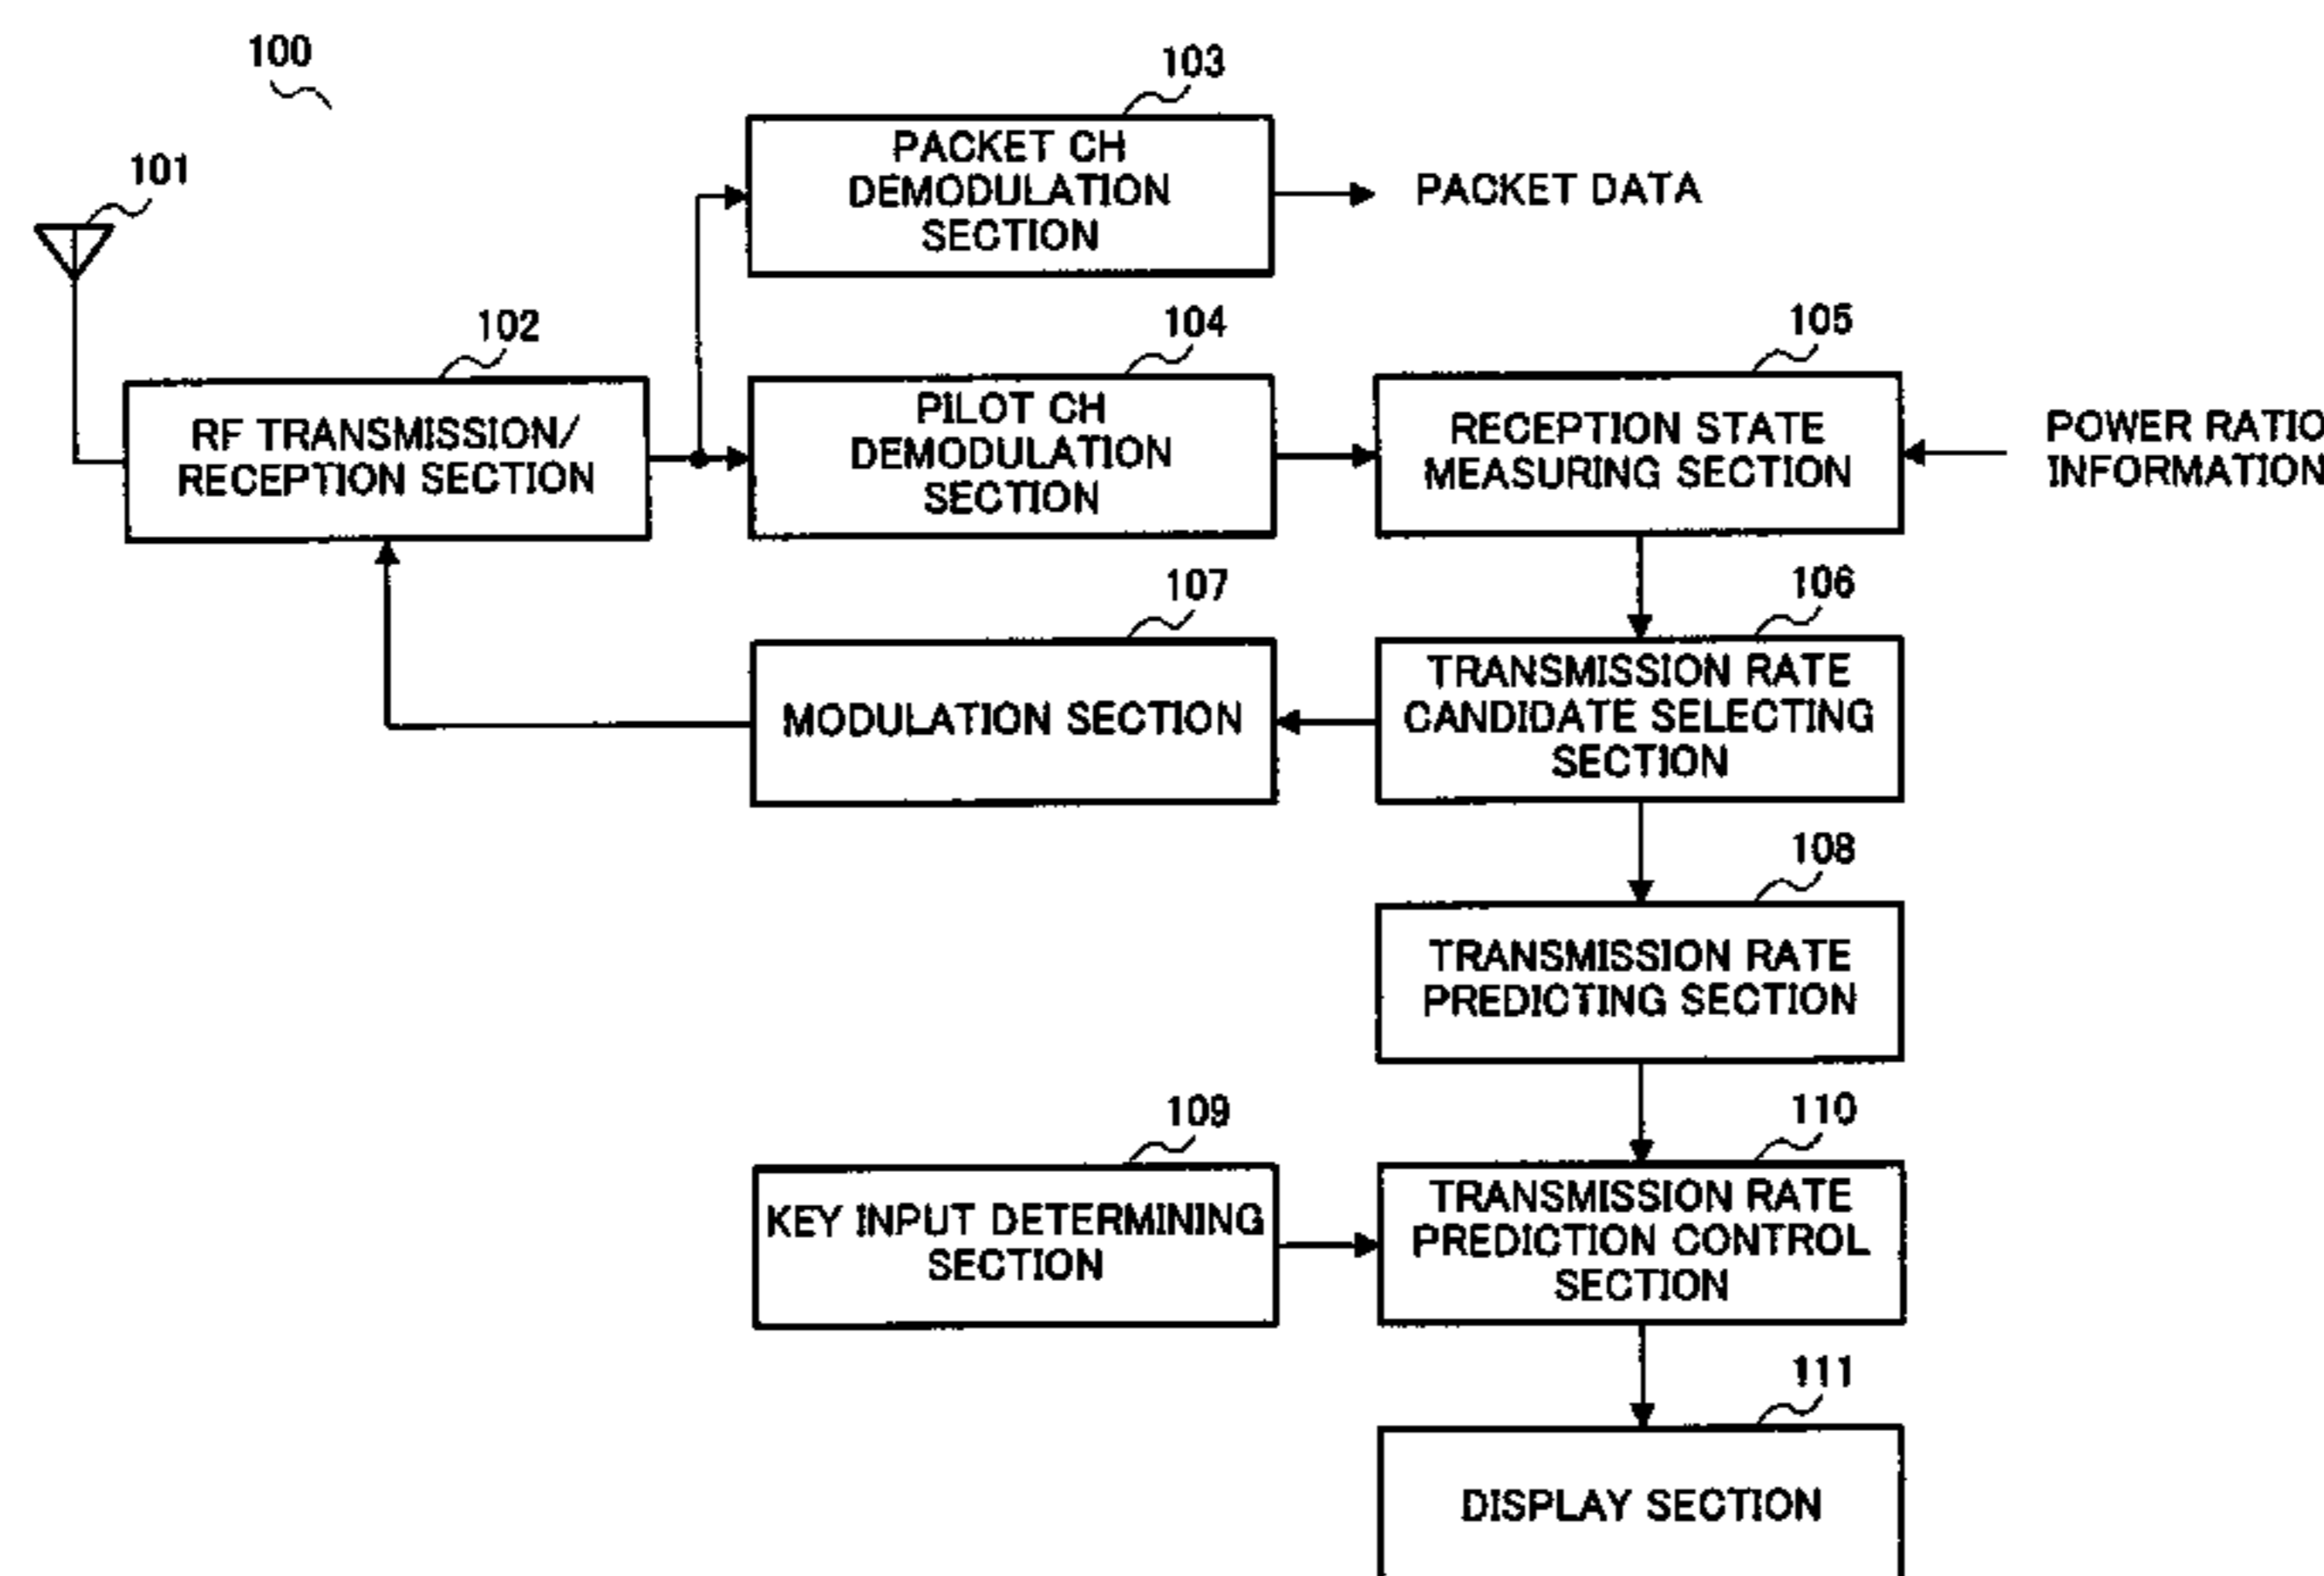 100
103
PACKET CH
DEMODULATION
SECTION
PACKET DATA
101
102
RF TRANSMISSION/
RECEPTION SECTION
104
PILOT CH
DEMODULATION
SECTION
105
RECEPTION STATE
MEASURING SECTION
POWER RATIO
INFORMATION
107
MODULATION SECTION
106
TRANSMISSION RATE
CANDIDATE SELECTING
SECTION
108
TRANSMISSION RATE
PREDICTING SECTION
109
KEY INPUT DETERMINING
SECTION
110
TRANSMISSION RATE
PREDICTION CONTROL
SECTION
111
DISPLAY SECTION